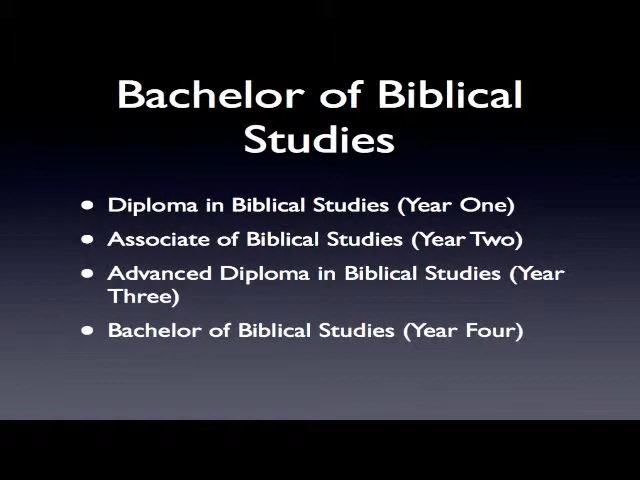 Bachelor of Biblical
Studies
• Diploma in Biblical Studies (Year One)
• Associate of Biblical Studies (Year Two)
• Advanced Diploma in Biblical Studies (Year
Three)
• Bachelor of Biblical Studies (Year Four)